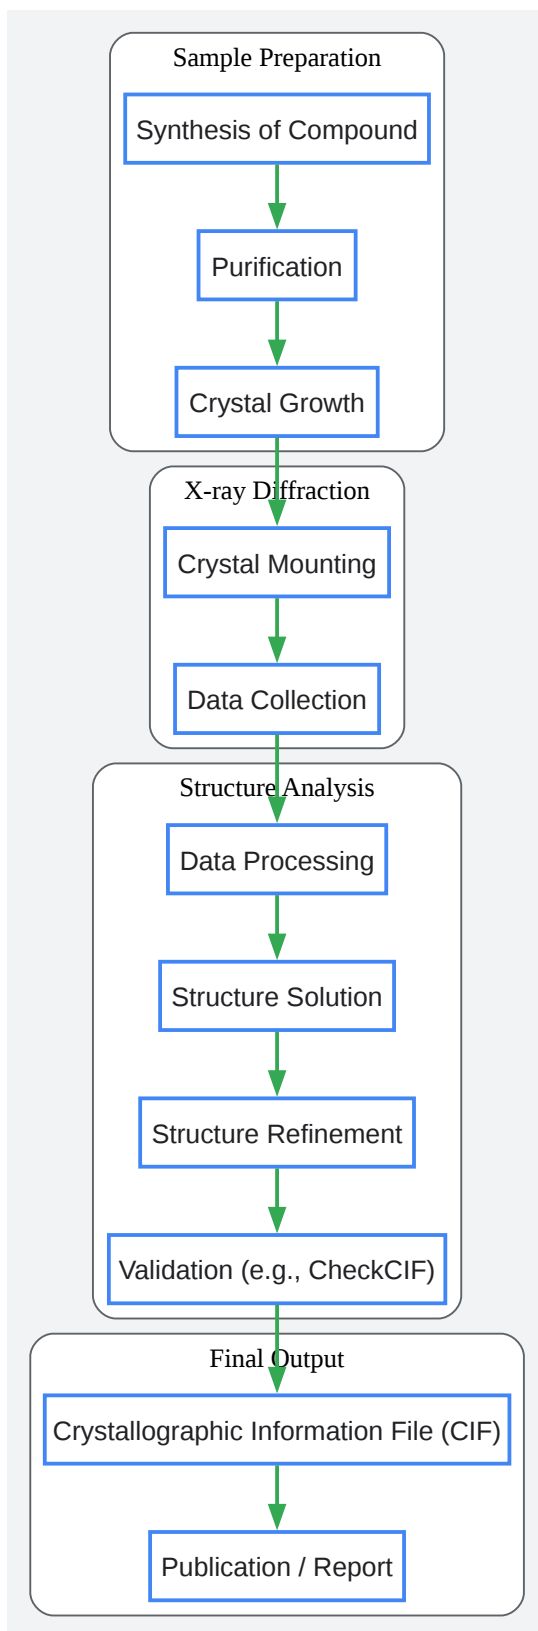 Sample Preparation
Synthesis of Compound
Purification
Crystal Growth
X-ray Diffraction
Crystal Mounting
Data Collection
Structure Analysis
Data Processing
Structure Solution
Structure Refinement
Validation (e.g., CheckCIF)
Final Output
Crystallographic Information File (CIF)
Publication / Report